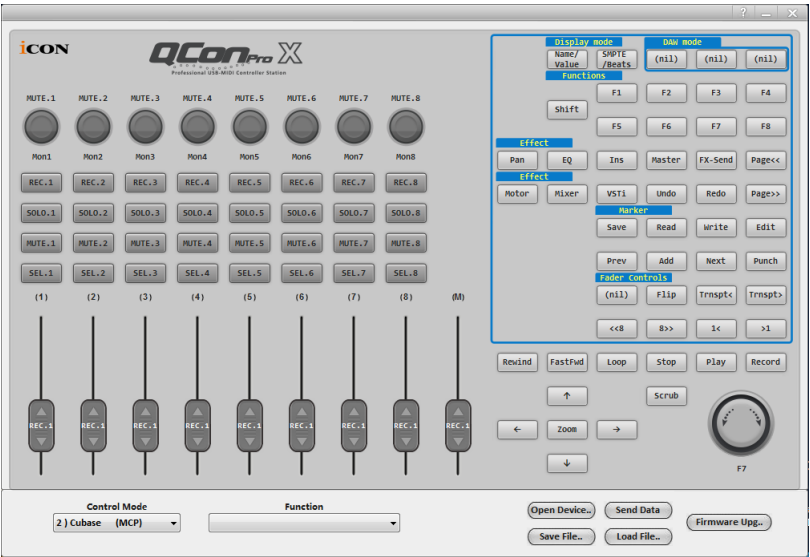 ? – X
iCON QCon Pro X
Professional USB-MIDI Controller Station
Display mode DAW mode
Name/Value SMPTE/Beats (nil) (nil) (nil)
Functions
Shift F1 F2 F3 F4
F5 F6 F7 F8
Effect
Pan EQ Ins Master FX-Send Page<<
Effect
Motor Mixer VSTi Undo Redo Page>>
Marker
Save Read Write Edit
Prev Add Next Punch
Fader Controls
(nil) Flip Trnspt< Trnspt>
<<8 8>> 1< >1
MUTE.1 MUTE.2 MUTE.3 MUTE.4 MUTE.5 MUTE.6 MUTE.7 MUTE.8
Mon1 Mon2 Mon3 Mon4 Mon5 Mon6 Mon7 Mon8
REC.1 REC.2 REC.3 REC.4 REC.5 REC.6 REC.7 REC.8
SOLO.1 SOLO.2 SOLO.3 SOLO.4 SOLO.5 SOLO.6 SOLO.7 SOLO.8
MUTE.1 MUTE.2 MUTE.3 MUTE.4 MUTE.5 MUTE.6 MUTE.7 MUTE.8
SEL.1 SEL.2 SEL.3 SEL.4 SEL.5 SEL.6 SEL.7 SEL.8
(1) (2) (3) (4) (5) (6) (7) (8) (M)
REC.1 REC.1 REC.1 REC.1 REC.1 REC.1 REC.1 REC.1 REC.1
Rewind FastFwd Loop Stop Play Record
↑ Scrub
← Zoom →
↓ F7
Control Mode Function
2 ) Cubase (MCP)
Open Device.. Send Data
Save File.. Load File..
Firmware Upg..